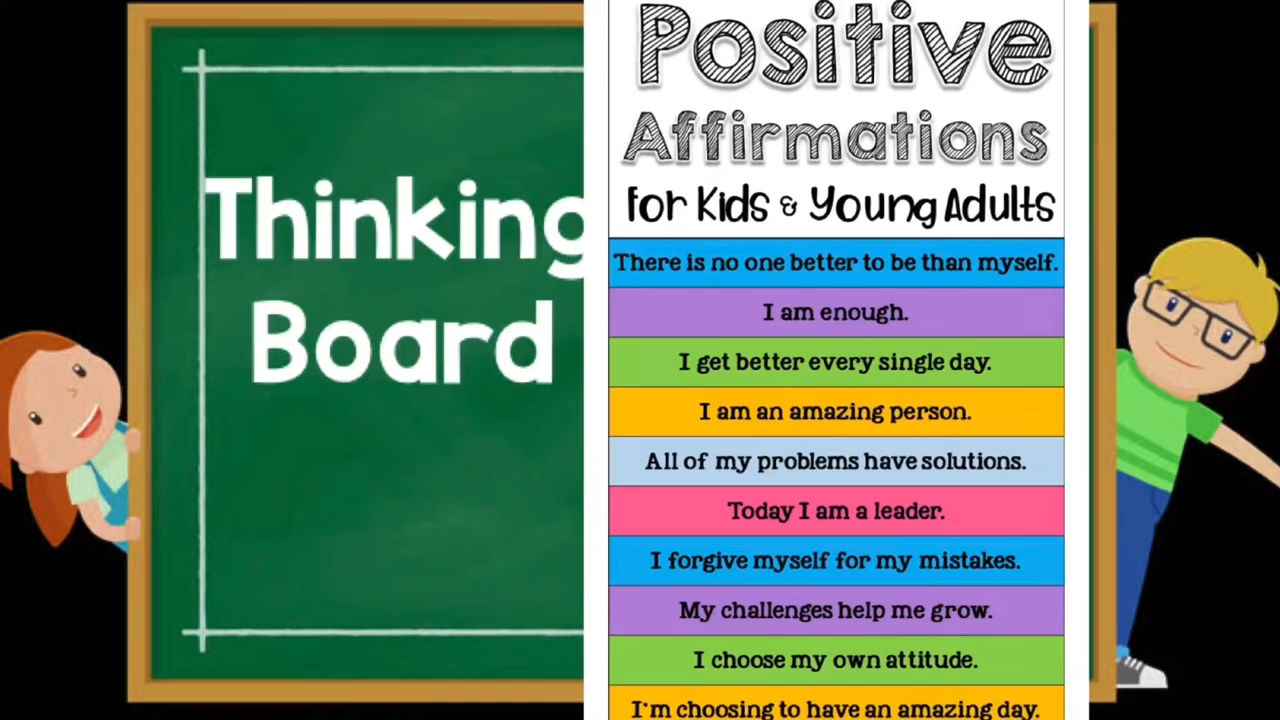 Thinking
Board
Positive
Affirmations
for Kids & Young Adults
There is no one better to be than myself.
I am enough.
I get better every single day.
I am an amazing person.
All of my problems have solutions.
Today I am a leader.
I forgive myself for my mistakes.
My challenges help me grow.
I choose my own attitude.
I'm choosing to have an amazing day.